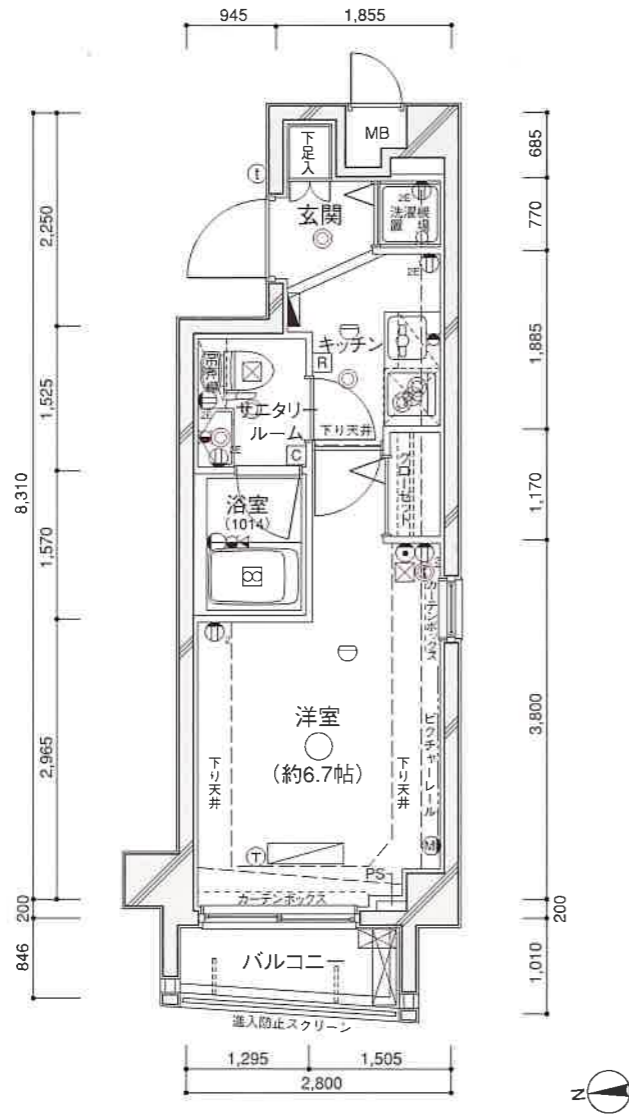 945
1,855
MB
下足入
685
t
玄関
2E
洗濯機
置場
770
2,250
2E
キッチン
R
1,885
サニタリー
ルーム
1,525
下り天井
C
クローゼット
1,170
8,310
浴室
(1014)
1,570
カーテンボックス
洋室
(約6.7帖)
ピクチャーレール
3,800
2,965
下り天井
下り天井
T
M
PS
カーテンボックス
200
200
バルコニー
846
1,010
進入防止スクリーン
1,295
1,505
2,800
N